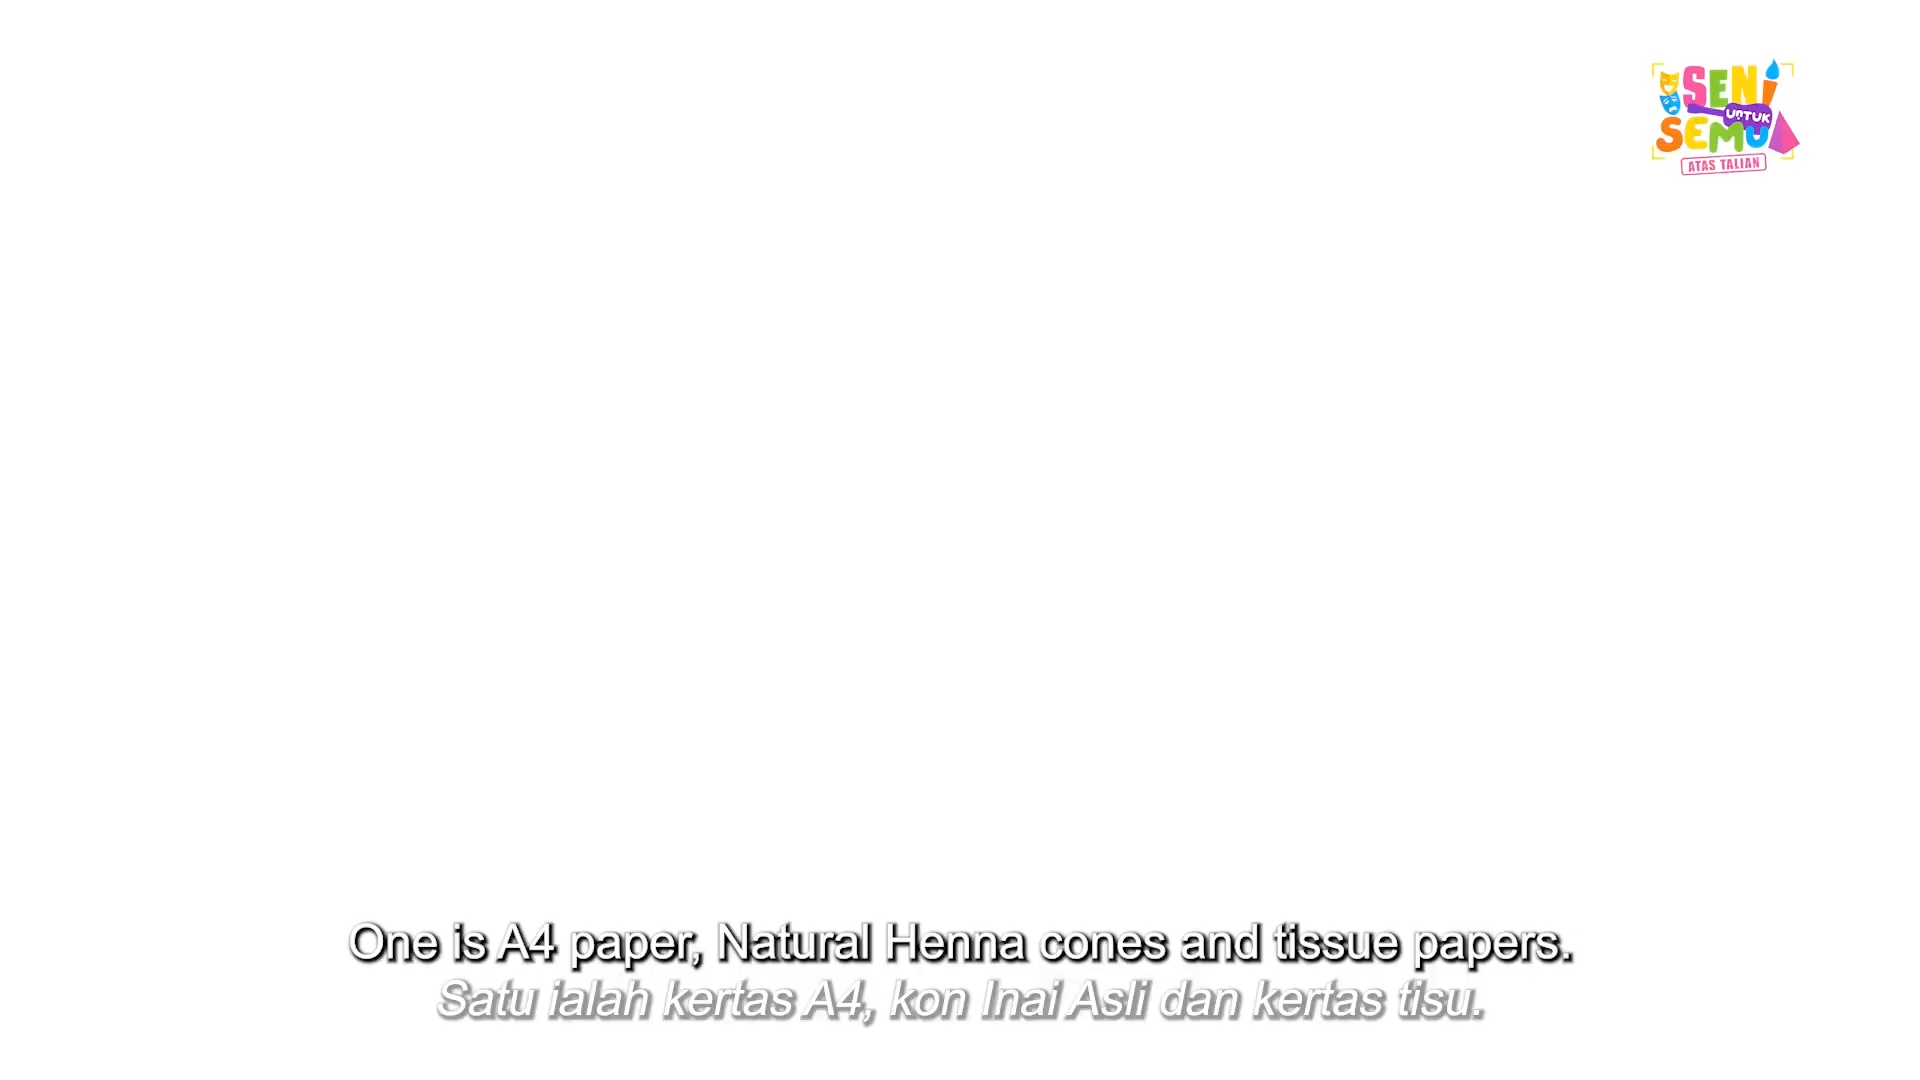 SENI
UNTUK
SEMUA
ATAS TALIAN
One is A4 paper, Natural Henna cones and tissue papers.
Satu ialah kertas A4, kon Inai Asli dan kertas tisu.